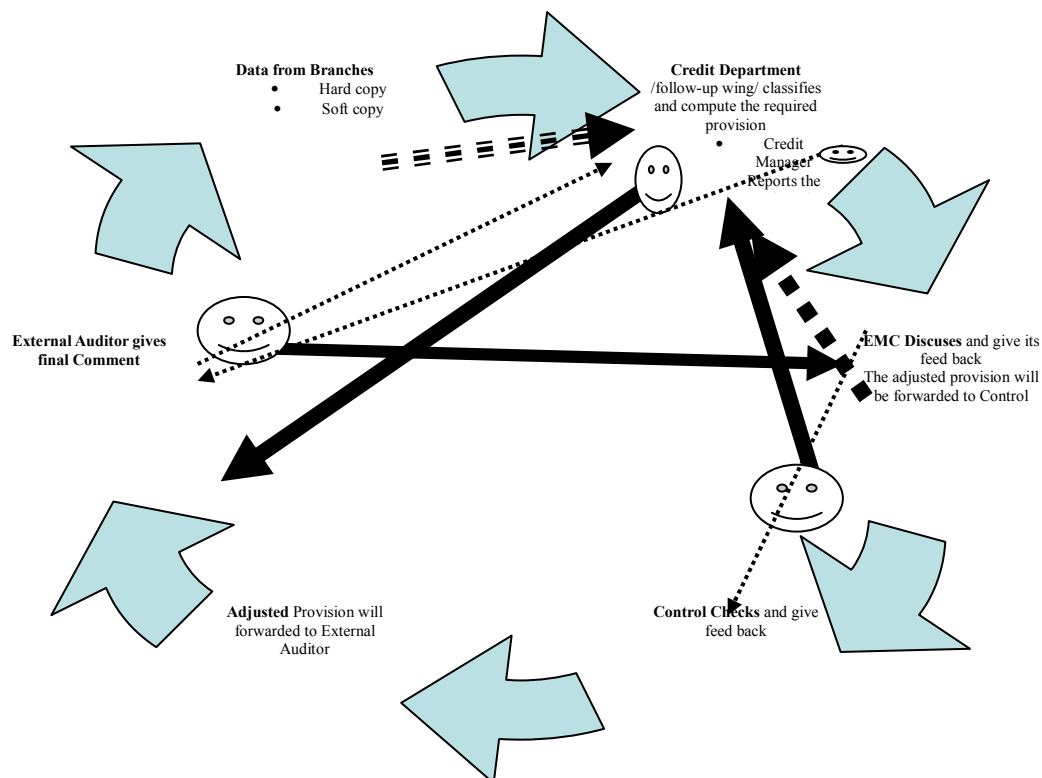 Data from Branches
• Hard copy
• Soft copy
Credit Department
/follow-up wing/ classifies
and compute the required
provision
• Credit
Manager
Reports the
External Auditor gives
final Comment
EMC Discuses and give its
feed back
The adjusted provision will
be forwarded to Control
Adjusted Provision will
forwarded to External
Auditor
Control Checks and give
feed back